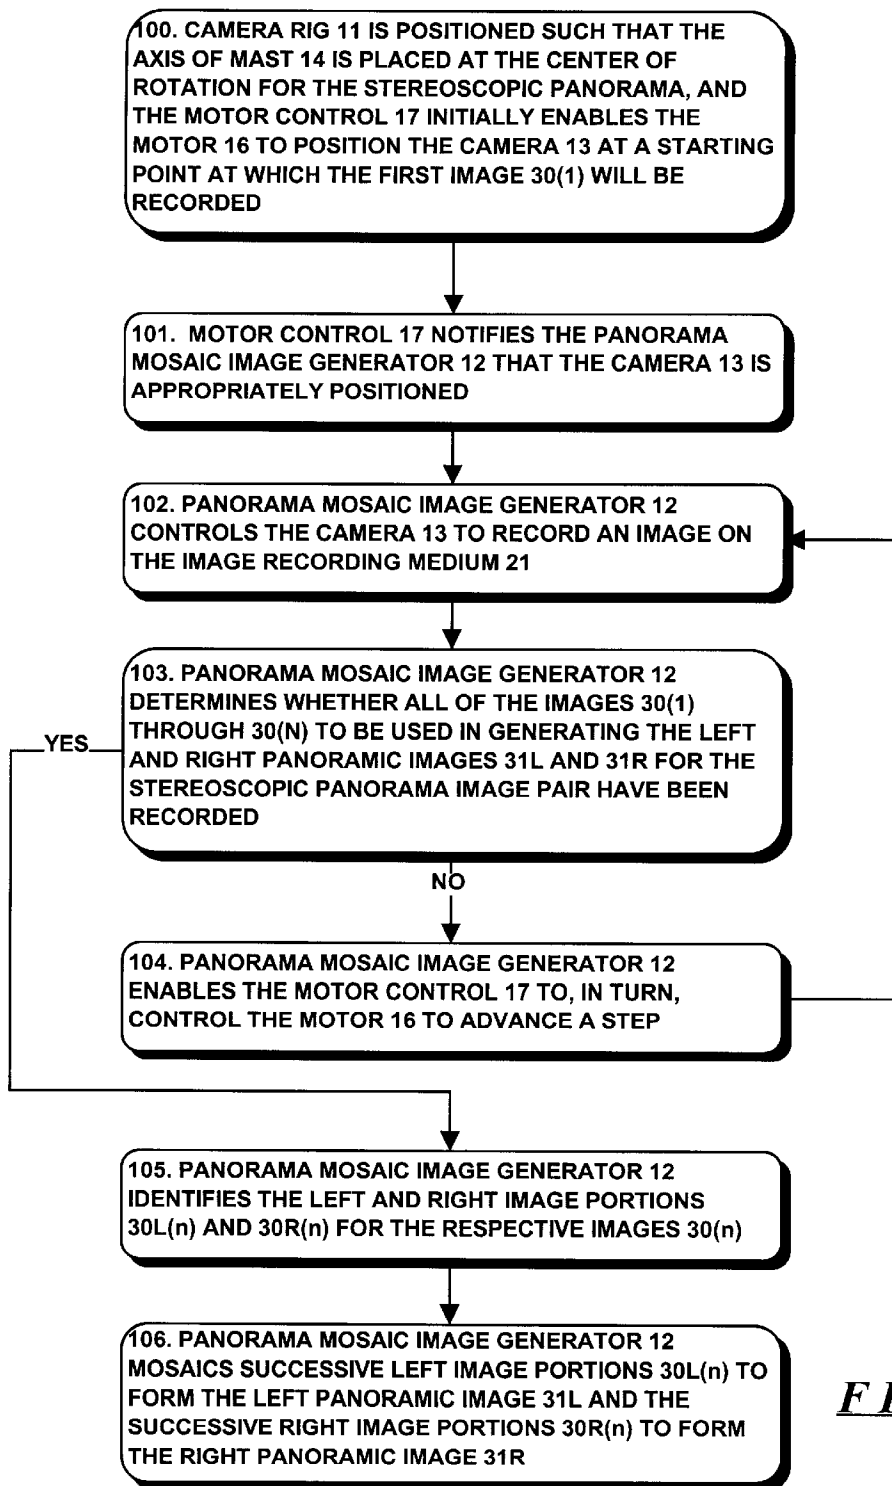 100. CAMERA RIG 11 IS POSITIONED SUCH THAT THE
AXIS OF MAST 14 IS PLACED AT THE CENTER OF
ROTATION FOR THE STEREOSCOPIC PANORAMA, AND
THE MOTOR CONTROL 17 INITIALLY ENABLES THE
MOTOR 16 TO POSITION THE CAMERA 13 AT A STARTING
POINT AT WHICH THE FIRST IMAGE 30(1) WILL BE
RECORDED
101. MOTOR CONTROL 17 NOTIFIES THE PANORAMA
MOSAIC IMAGE GENERATOR 12 THAT THE CAMERA 13 IS
APPROPRIATELY POSITIONED
102. PANORAMA MOSAIC IMAGE GENERATOR 12
CONTROLS THE CAMERA 13 TO RECORD AN IMAGE ON
THE IMAGE RECORDING MEDIUM 21
103. PANORAMA MOSAIC IMAGE GENERATOR 12
DETERMINES WHETHER ALL OF THE IMAGES 30(1)
THROUGH 30(N) TO BE USED IN GENERATING THE LEFT
AND RIGHT PANORAMIC IMAGES 31L AND 31R FOR THE
STEREOSCOPIC PANORAMA IMAGE PAIR HAVE BEEN
RECORDED
YES
NO
104. PANORAMA MOSAIC IMAGE GENERATOR 12
ENABLES THE MOTOR CONTROL 17 TO, IN TURN,
CONTROL THE MOTOR 16 TO ADVANCE A STEP
105. PANORAMA MOSAIC IMAGE GENERATOR 12
IDENTIFIES THE LEFT AND RIGHT IMAGE PORTIONS
30L(n) AND 30R(n) FOR THE RESPECTIVE IMAGES 30(n)
106. PANORAMA MOSAIC IMAGE GENERATOR 12
MOSAICS SUCCESSIVE LEFT IMAGE PORTIONS 30L(n) TO
FORM THE LEFT PANORAMIC IMAGE 31L AND THE
SUCCESSIVE RIGHT IMAGE PORTIONS 30R(n) TO FORM
THE RIGHT PANORAMIC IMAGE 31R